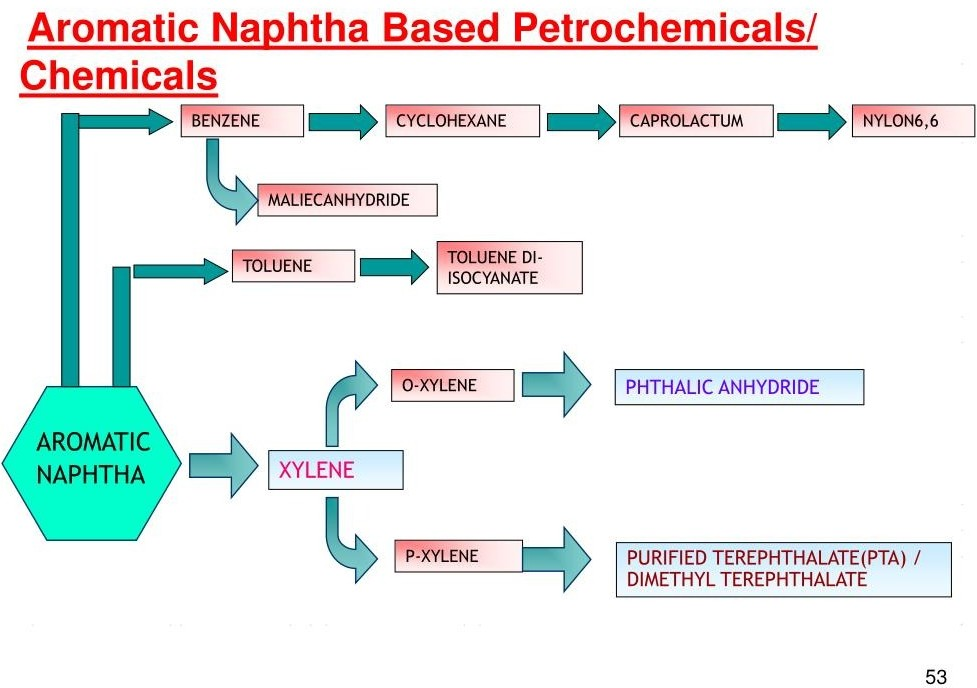 Aromatic Naphtha Based Petrochemicals/
Chemicals
BENZENE
CYCLOHEXANE
CAPROLACTUM
NYLON6,6
MALIECANHYDRIDE
TOLUENE
TOLUENE DI-
ISOCYANATE
O-XYLENE
PHTHALIC ANHYDRIDE
AROMATIC
NAPHTHA
XYLENE
P-XYLENE
PURIFIED TEREPHTHALATE(PTA) /
DIMETHYL TEREPHTHALATE
53